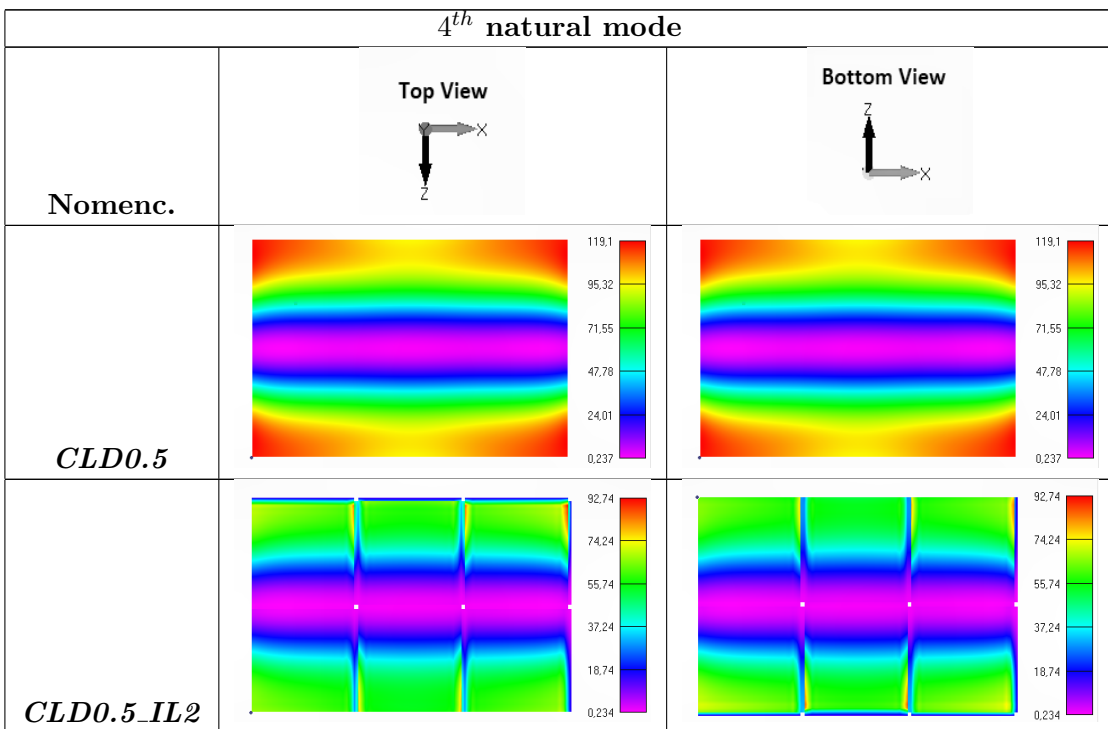 4th natural mode
Nomenc.
Top View
Y
X
Z
Bottom View
Z
X
CLD0.5
119,1
95,32
71,55
47,78
24,01
0,237
119,1
95,32
71,55
47,78
24,01
0,237
CLD0.5_IL2
92,74
74,24
55,74
37,24
18,74
0,234
92,74
74,24
55,74
37,24
18,74
0,234